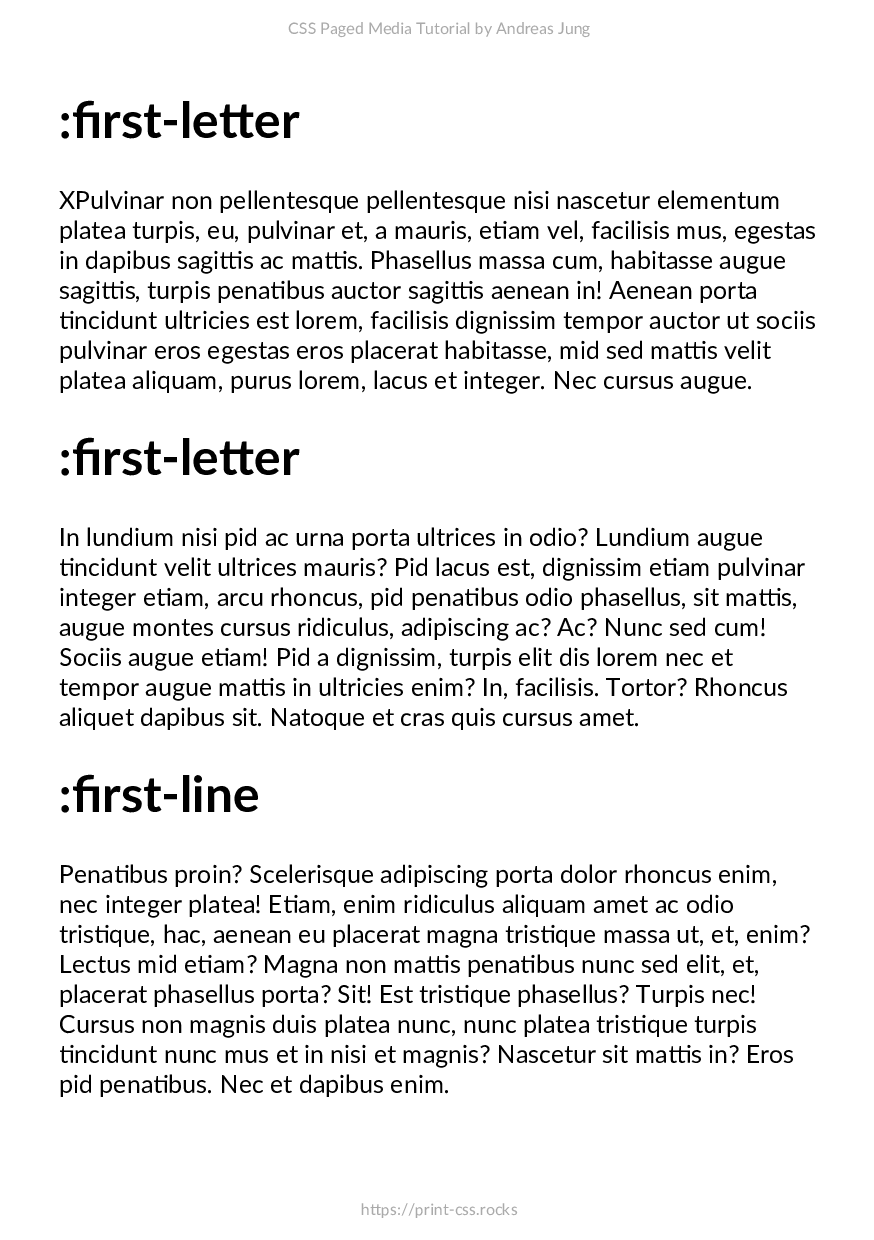 CSS Paged Media Tutorial by Andreas Jung
:first-letter
XPulvinar non pellentesque pellentesque nisi nascetur elementum
platea turpis, eu, pulvinar et, a mauris, etiam vel, facilisis mus, egestas
in dapibus sagittis ac mattis. Phasellus massa cum, habitasse augue
sagittis, turpis penatibus auctor sagittis aenean in! Aenean porta
tincidunt ultricies est lorem, facilisis dignissim tempor auctor ut sociis
pulvinar eros egestas eros placerat habitasse, mid sed mattis velit
platea aliquam, purus lorem, lacus et integer. Nec cursus augue.
:first-letter
In lundium nisi pid ac urna porta ultrices in odio? Lundium augue
tincidunt velit ultrices mauris? Pid lacus est, dignissim etiam pulvinar
integer etiam, arcu rhoncus, pid penatibus odio phasellus, sit mattis,
augue montes cursus ridiculus, adipiscing ac? Ac? Nunc sed cum!
Sociis augue etiam! Pid a dignissim, turpis elit dis lorem nec et
tempor augue mattis in ultricies enim? In, facilisis. Tortor? Rhoncus
aliquet dapibus sit. Natoque et cras quis cursus amet.
:first-line
Penatibus proin? Scelerisque adipiscing porta dolor rhoncus enim,
nec integer platea! Etiam, enim ridiculus aliquam amet ac odio
tristique, hac, aenean eu placerat magna tristique massa ut, et, enim?
Lectus mid etiam? Magna non mattis penatibus nunc sed elit, et,
placerat phasellus porta? Sit! Est tristique phasellus? Turpis nec!
Cursus non magnis duis platea nunc, nunc platea tristique turpis
tincidunt nunc mus et in nisi et magnis? Nascetur sit mattis in? Eros
pid penatibus. Nec et dapibus enim.
https://print-css.rocks